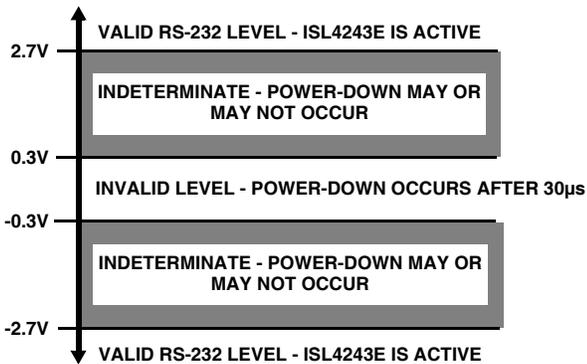 VALID RS-232 LEVEL - ISL4243E IS ACTIVE
2.7V
INDETERMINATE - POWER-DOWN MAY OR
MAY NOT OCCUR
0.3V
INVALID LEVEL - POWER-DOWN OCCURS AFTER 30µs
-0.3V
INDETERMINATE - POWER-DOWN MAY OR
MAY NOT OCCUR
-2.7V
VALID RS-232 LEVEL - ISL4243E IS ACTIVE